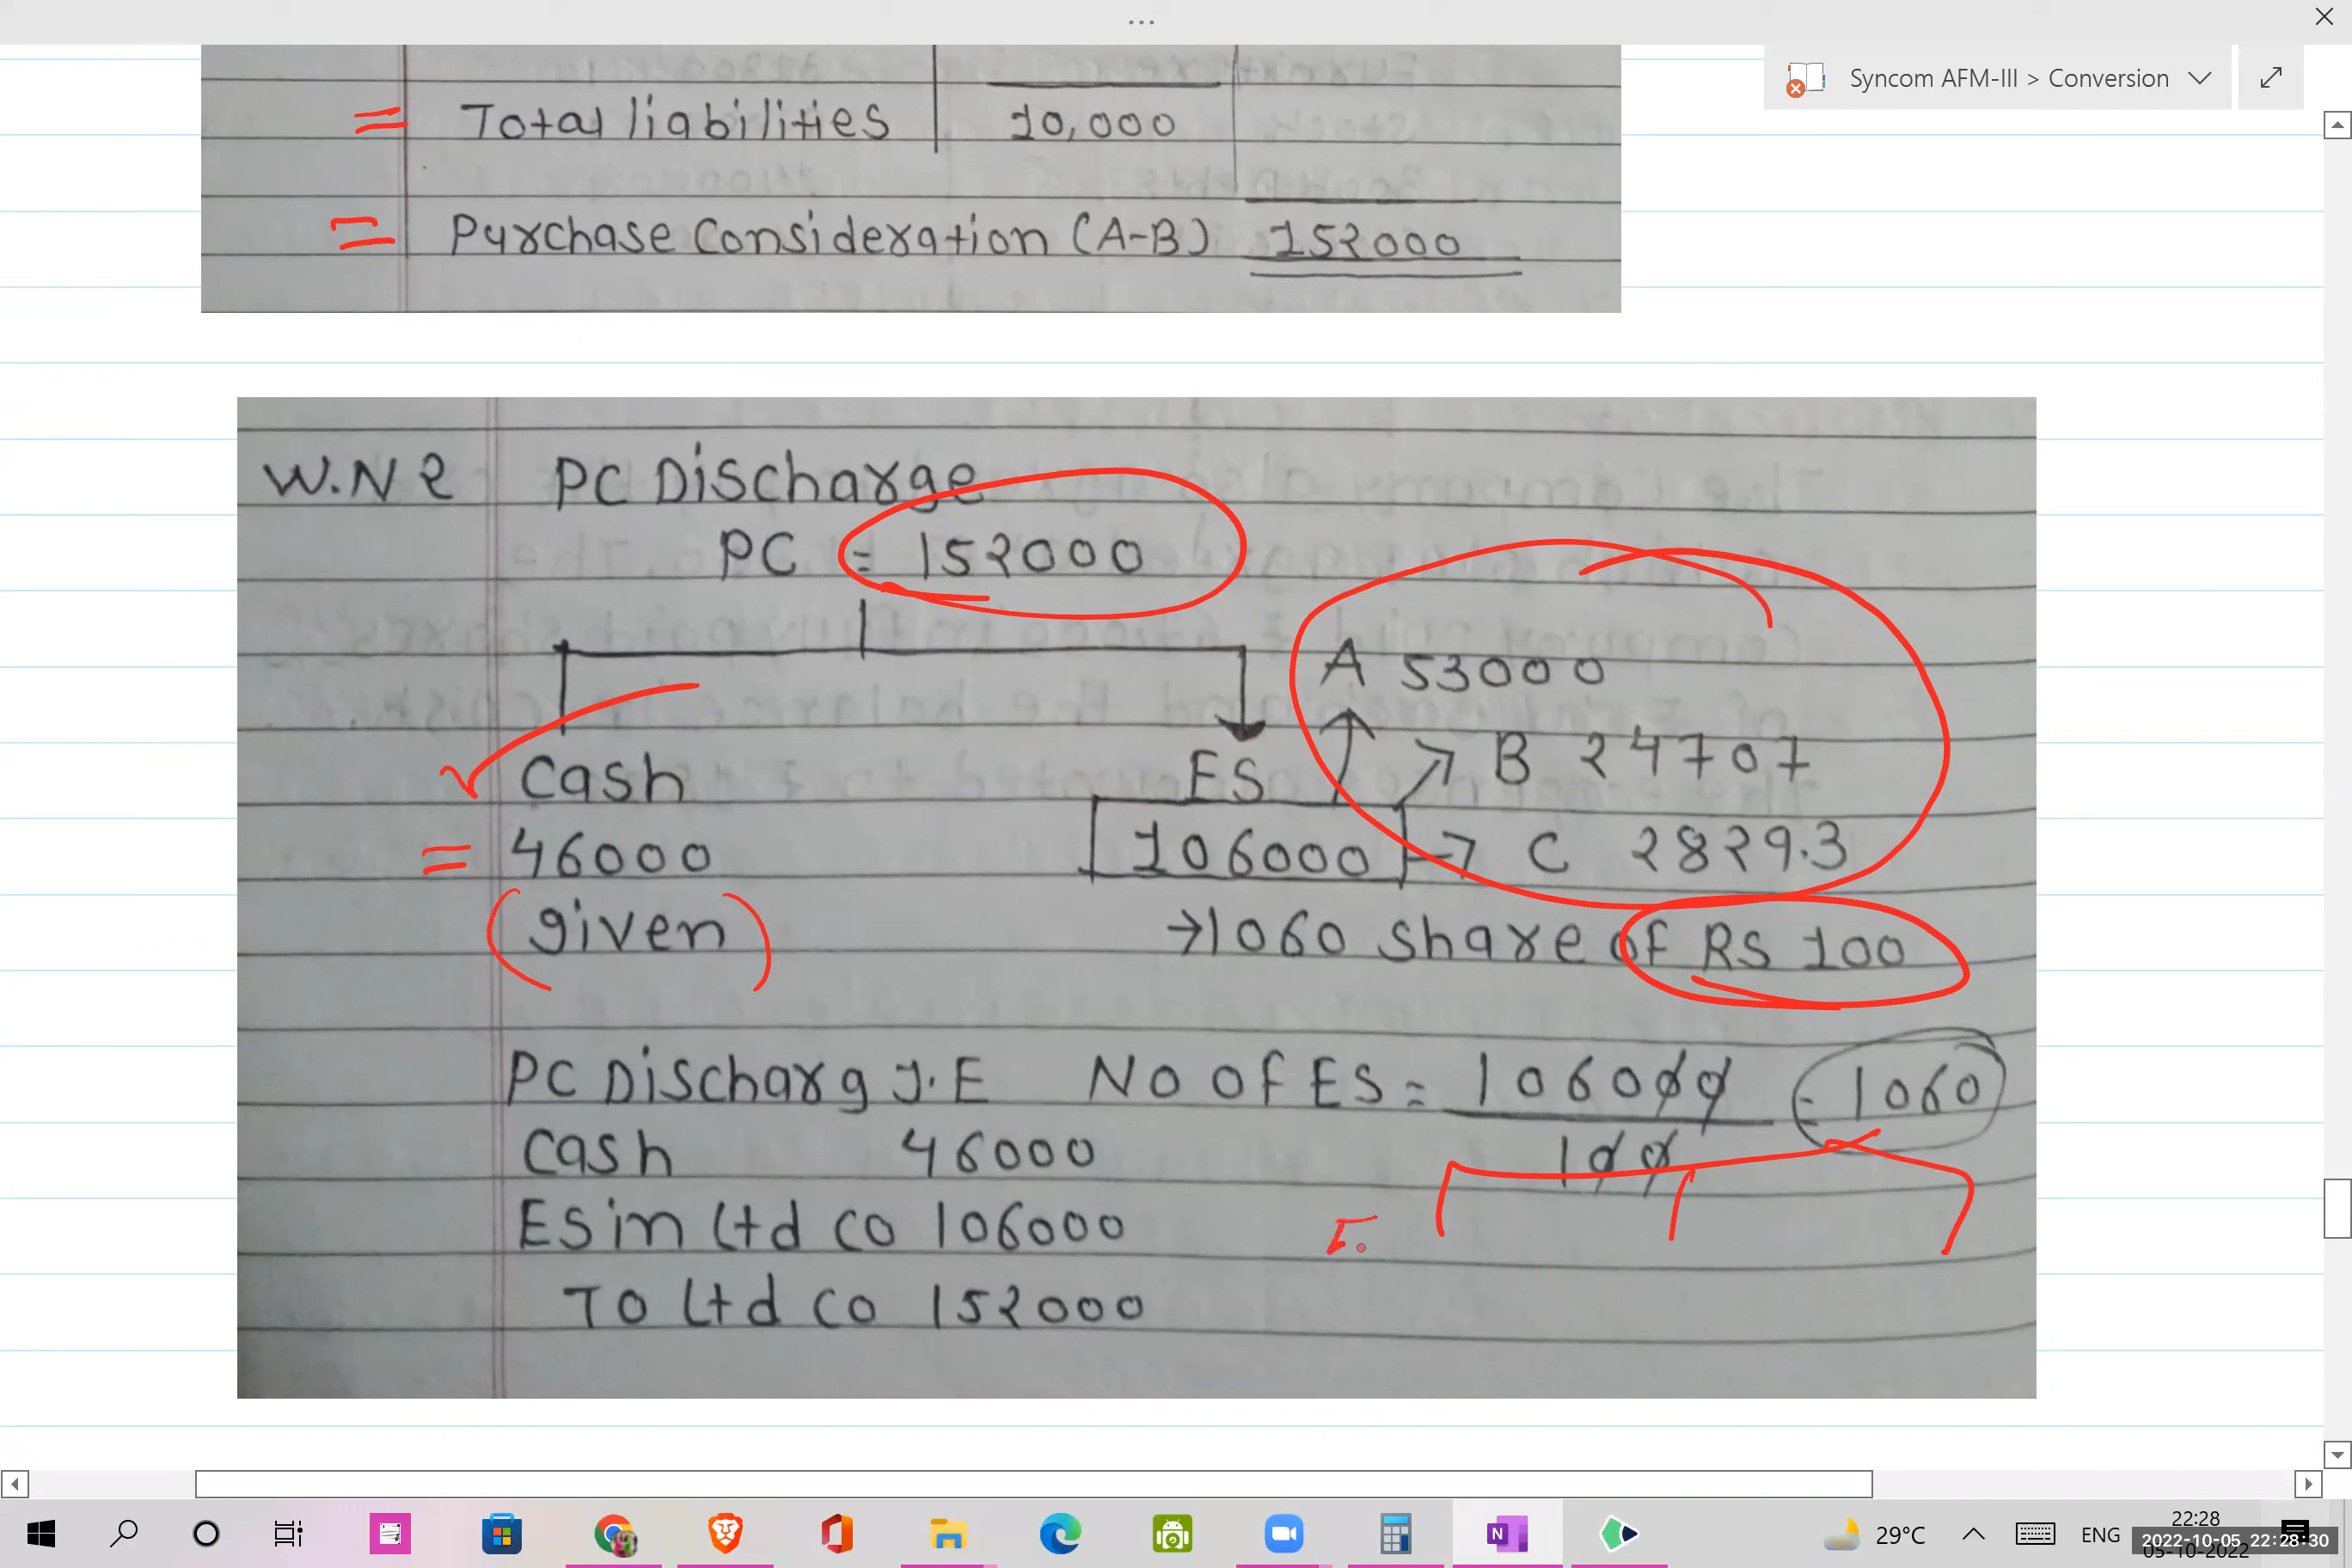 ...
Syncom AFM-III > Conversion
= Total liabilities 10,000
= Purchase Consideration (A-B) 152000
W.N 2 PC Discharge
PC = 152000
A 53000
B 24707
Cash ES
= 46000 106000 → C 2829.3
(given) →1060 share of RS 100
PC Discharg J.E No of ES = 106000 = 1060
100
Cash 46000
ES in Ltd co 106000
To Ltd co 152000
29°C
ENG
22:28
05-10-2022
2022-10-05, 22:28:30